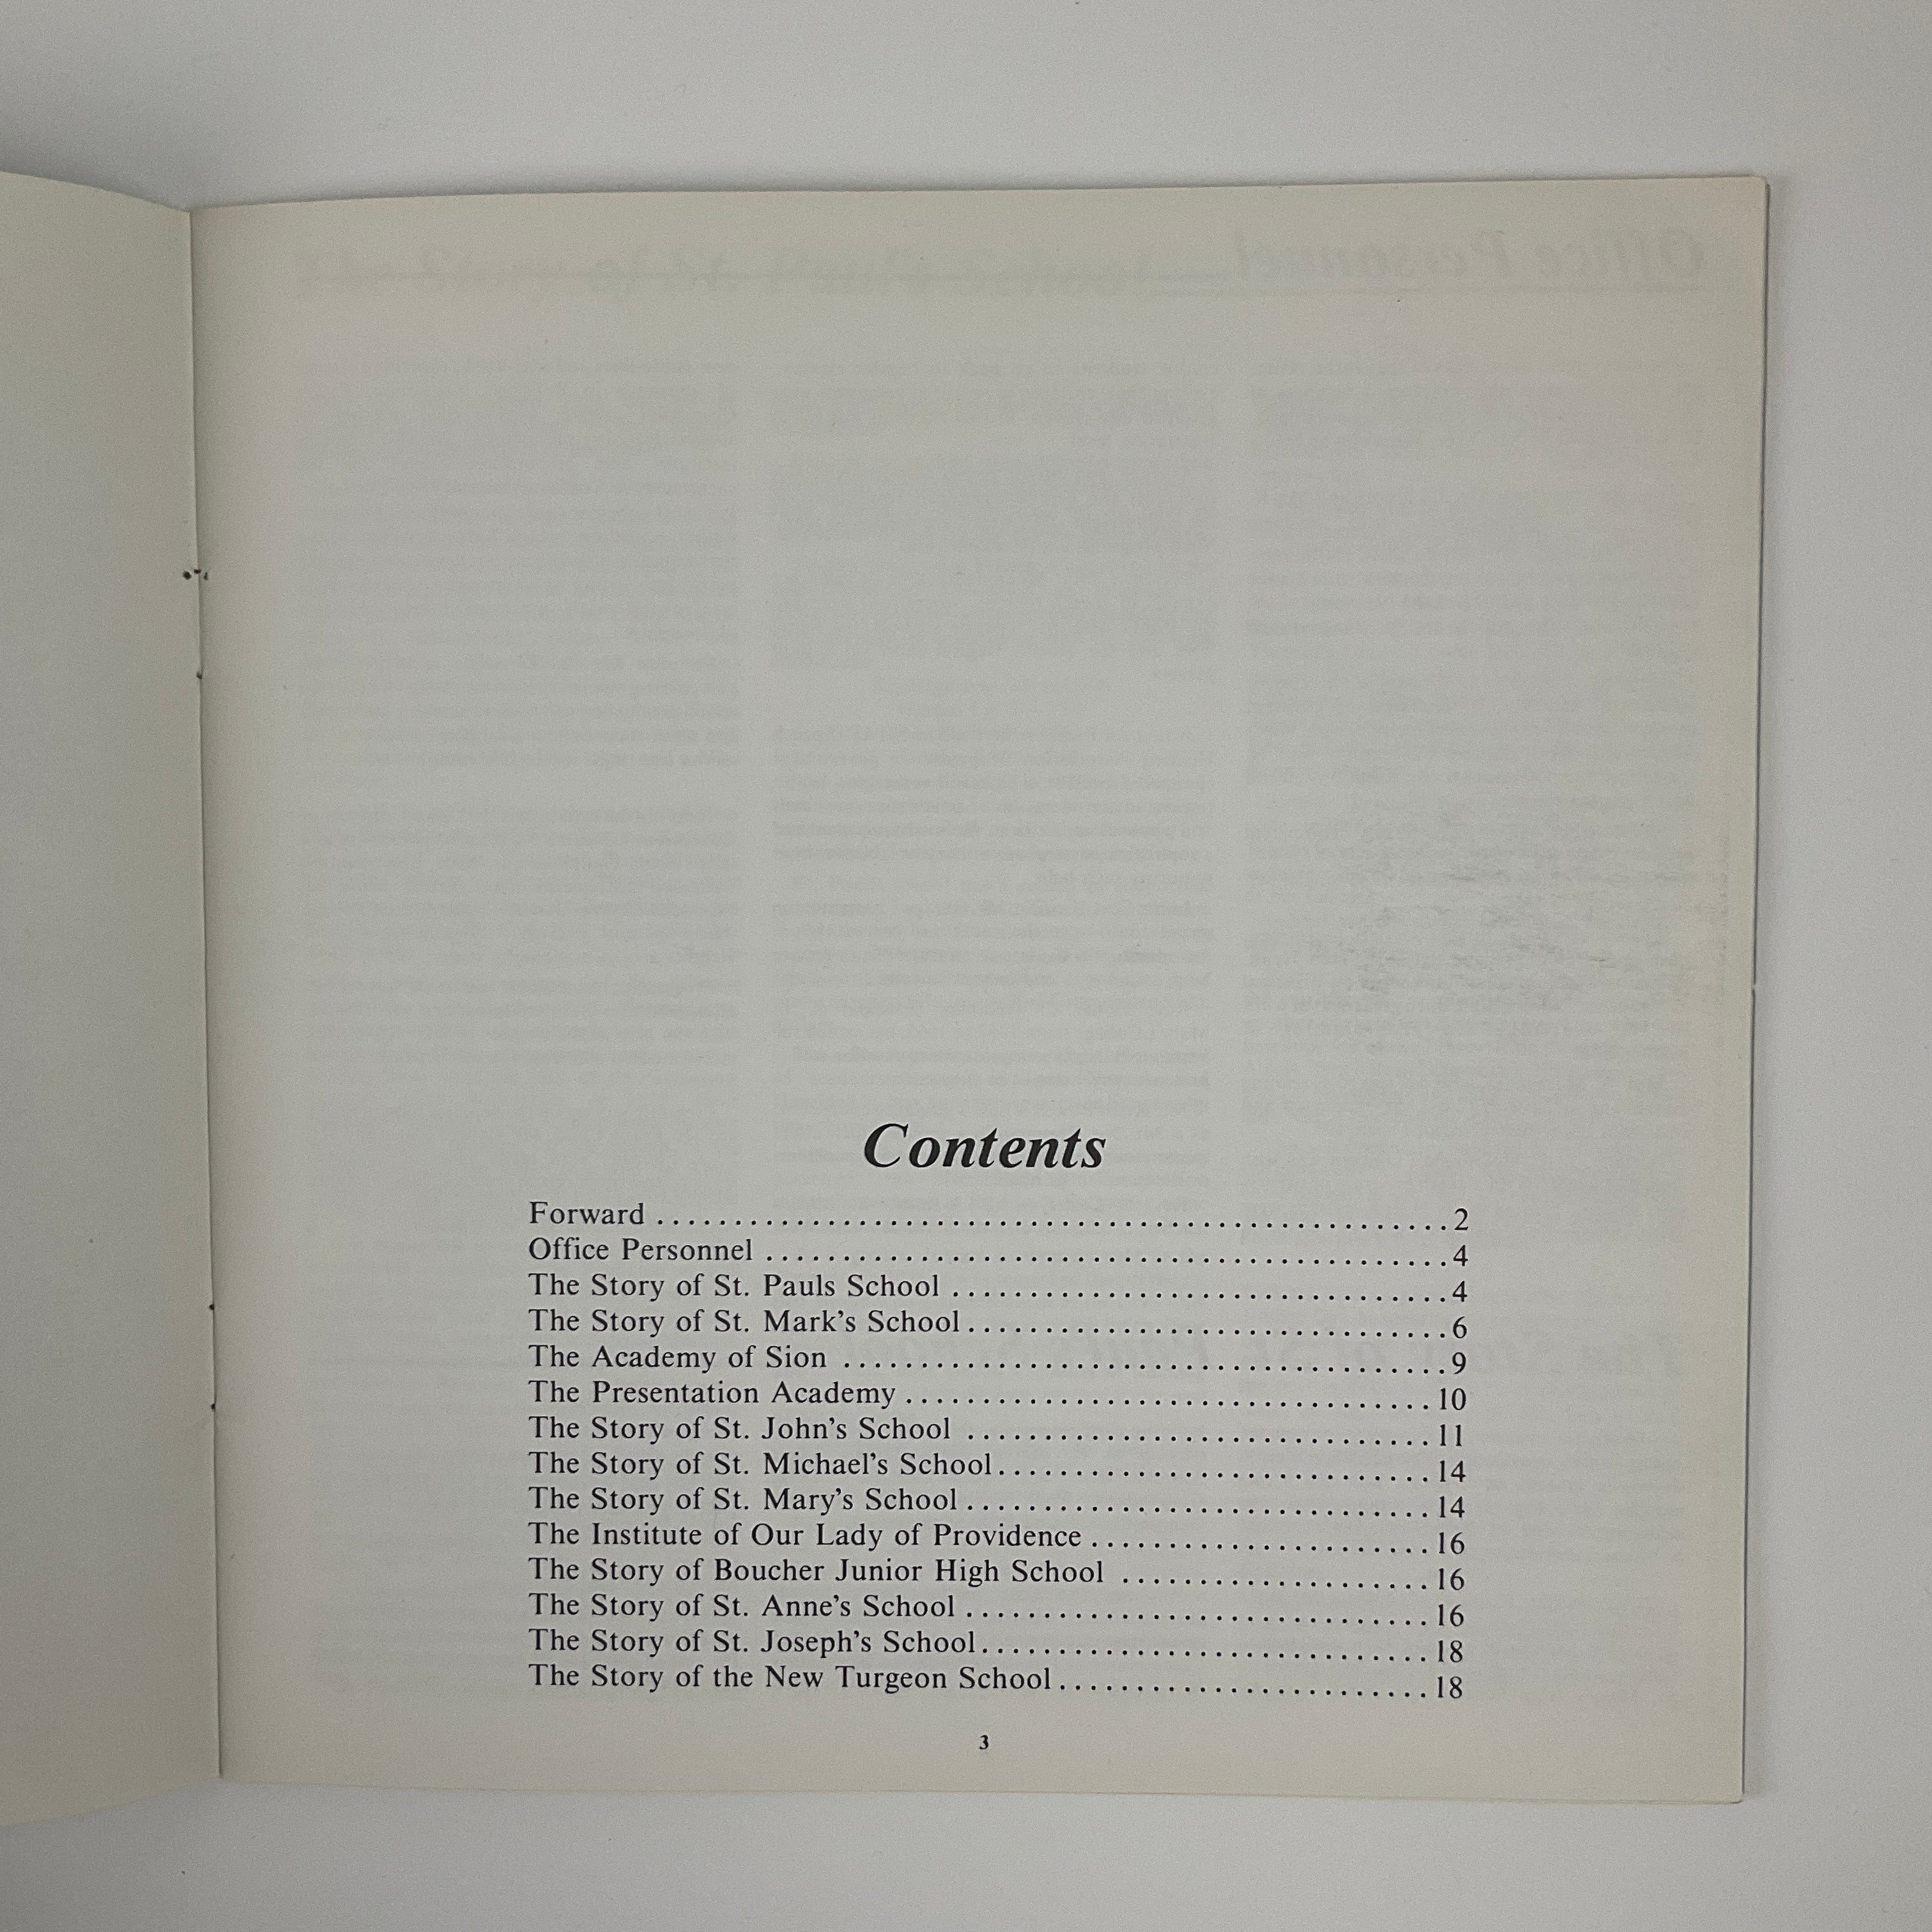 Contents
Forward ..................................................2
Office Personnel ............................................4
The Story of St. Pauls School ................................4
The Story of St. Mark's School...............................6
The Academy of Sion .......................................9
The Presentation Academy..................................10
The Story of St. John's School ..............................11
The Story of St. Michael's School............................14
The Story of St. Mary's School..............................14
The Institute of Our Lady of Providence......................16
The Story of Boucher Junior High School ....................16
The Story of St. Anne's School..............................16
The Story of St. Joseph's School.............................18
The Story of the New Turgeon School........................18
3